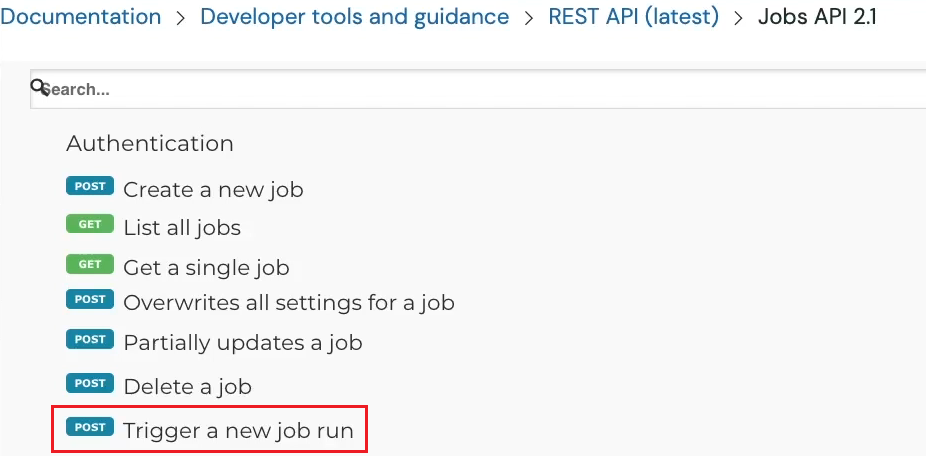 Documentation > Developer tools and guidance > REST API (latest) > Jobs API 2.1
Search...
Authentication
POST Create a new job
GET List all jobs
GET Get a single job
POST Overwrites all settings for a job
POST Partially updates a job
POST Delete a job
POST Trigger a new job run